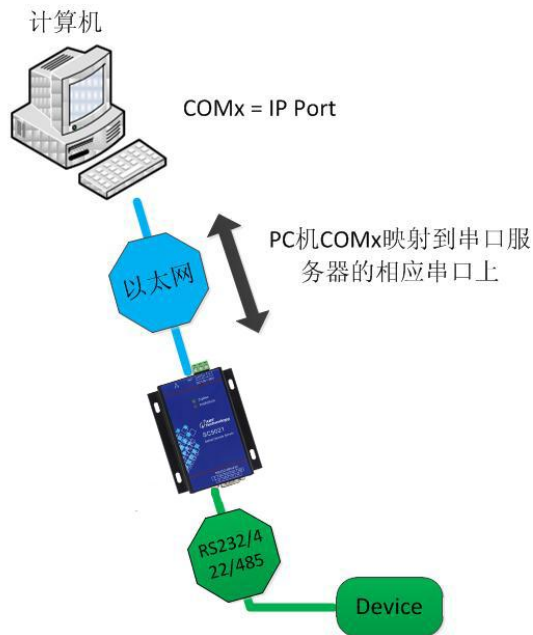 计算机
COMx = IP Port
PC机COMx映射到串口服
务器的相应串口上
以太网
SC5021
RS232/4
22/485
Device